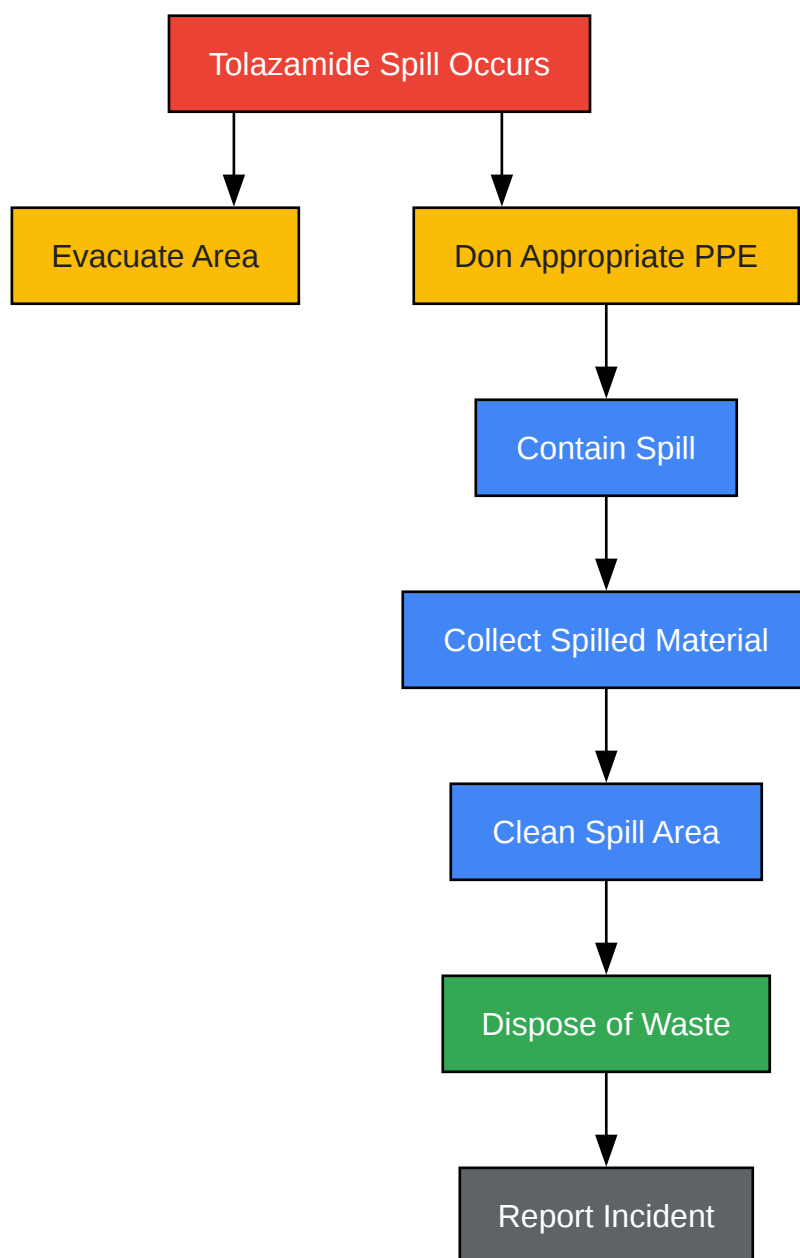 Tolazamide Spill Occurs
Evacuate Area
Don Appropriate PPE
Contain Spill
Collect Spilled Material
Clean Spill Area
Dispose of Waste
Report Incident